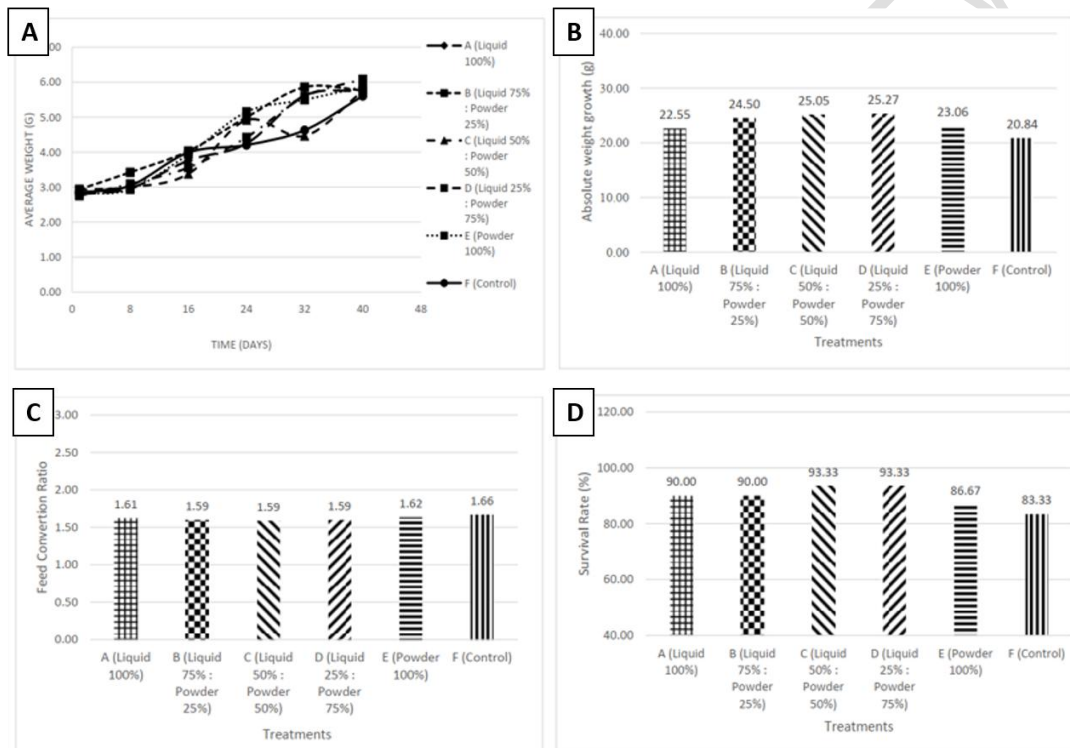 A
.00
6.00
5.00
4.00
3.00
2.00
1.00
0.00
AVERAGE WEIGHT (G)
0 8 16 24 32 40 48
TIME (DAYS)
A (Liquid
100%)
B (Liquid 75%
: Powder
25%)
C (Liquid 50%
: Powder
50%)
D (Liquid 25%
: Powder
75%)
E (Powder
100%)
F (Control)
B
40.00
30.00
20.00
10.00
0.00
Absolute weight growth (g)
22.55 24.50 25.05 25.27 23.06 20.84
A (Liquid B (Liquid C (Liquid D (Liquid E (Powder F (Control)
100%) 75% : 50% : 25% : 100%)
Powder Powder Powder
25%) 50%) 75%)
Treatments
C
3.00
2.50
2.00
1.50
1.00
0.50
0.00
Feed Convertion Ratio
1.61 1.59 1.59 1.59 1.62 1.66
A (Liquid B (Liquid C (Liquid D (Liquid E (Powder F (Control)
100%) 75% : 50% : 25% : 100%)
Powder Powder Powder
25%) 50%) 75%)
Treatments
D
120.00
100.00
80.00
60.00
40.00
Survival Rate (%)
90.00 90.00 93.33 93.33 86.67 83.33
A (Liquid B (Liquid C (Liquid D (Liquid E (Powder F (Control)
100%) 75% : 50% : 25% : 100%)
Powder Powder Powder
25%) 50%) 75%)
Treatments